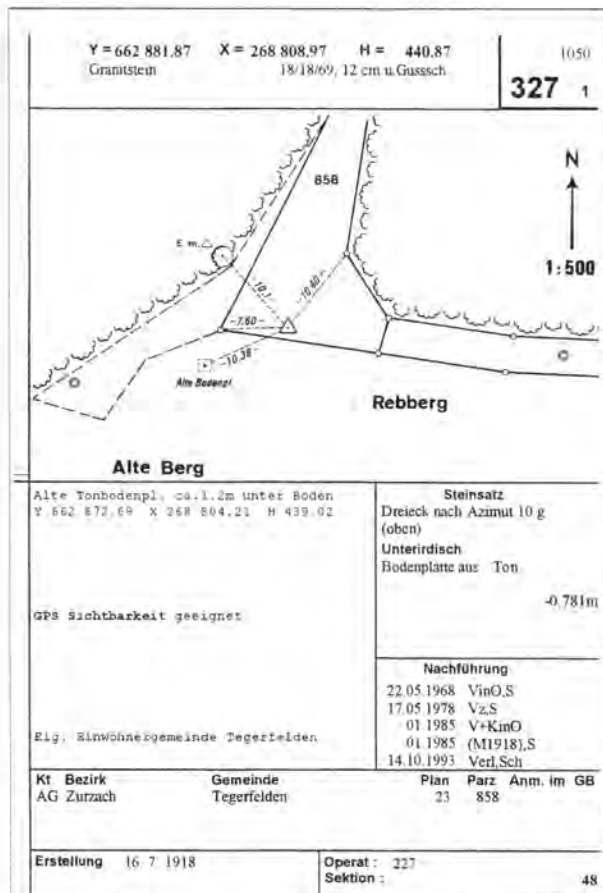 Y = 662 881.87 X = 268 808.97 H = 440.87
Granitstein 18/18/69, 12 cm u.Gusssch
1050
327 1
858
N
1:500
E. m. △
-10.1-
-10.40-
-7.60-
-10.38-
Alte Bodenpl.
Rebberg
Alte Berg
Alte Tonbodenpl. ca.1.2m unter Boden
Y 662 872.69 X 268 804.21 H 439.02
GPS Sichtbarkeit geeignet
Eig. Einwohnergemeinde Tegerfelden
Steinsatz
Dreieck nach Azimut 10 g
(oben)
Unterirdisch
Bodenplatte aus Ton
-0.781m
Nachführung
22.05.1968 VinO,S
17.05.1978 Vz,S
01.1985 V+KinO
01.1985 (M1918),S
14.10.1993 Verl,Sch
Kt Bezirk Gemeinde Plan Parz Anm. im GB
AG Zurzach Tegerfelden 23 858
Erstellung 16 7 1918
Operat : 227
Sektion : 48